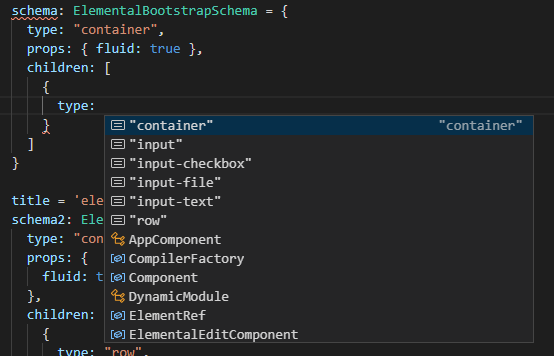 schema: ElementalBootstrapSchema = {
type: "container",
props: { fluid: true },
children: [
{
type:
}
]
}
"container" "container"
"input"
"input-checkbox"
"input-file"
"input-text"
"row"
AppComponent
CompilerFactory
Component
DynamicModule
ElementRef
ElementalEditComponent
title = 'ele
schema2: Ele
type: "con
props: {
fluid: t
},
children:
{
type: "row",